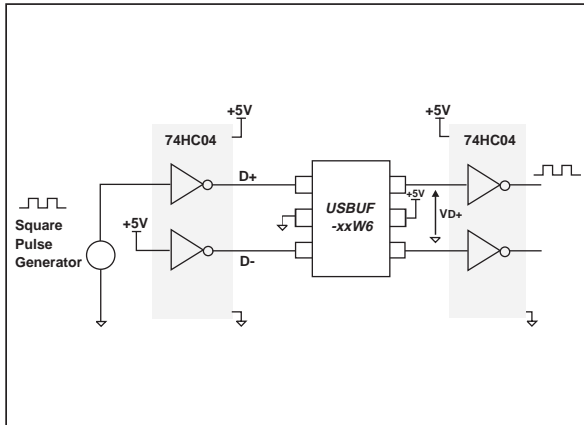 +5V
+5V
74HC04
74HC04
D+
+5V
USBUF
-xxW6
+5V
VD+
Square
Pulse
Generator
D-